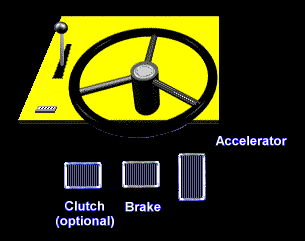 Accelerator
Clutch
(optional)
Brake